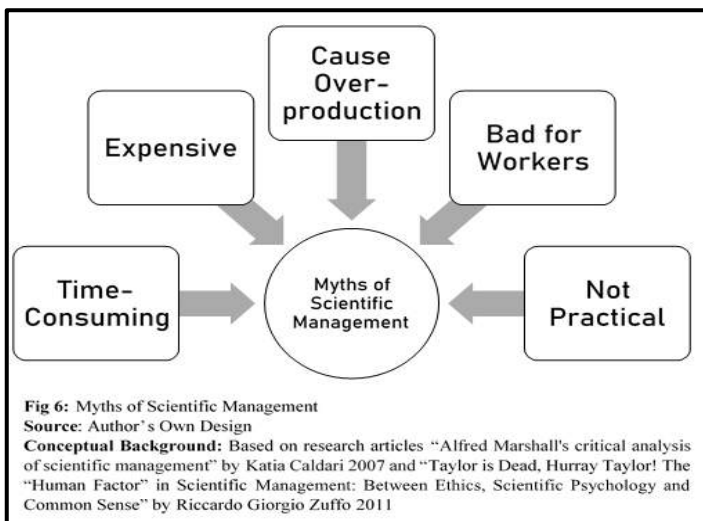 Cause
Over-
production
Expensive
Bad for
Workers
Time-
Consuming
Myths of
Scientific
Management
Not
Practical
Fig 6: Myths of Scientific Management
Source: Author's Own Design
Conceptual Background: Based on research articles “Alfred Marshall's critical analysis
of scientific management” by Katia Caldari 2007 and “Taylor is Dead, Hurray Taylor! The
“Human Factor” in Scientific Management: Between Ethics, Scientific Psychology and
Common Sense” by Riccardo Giorgio Zuffo 2011